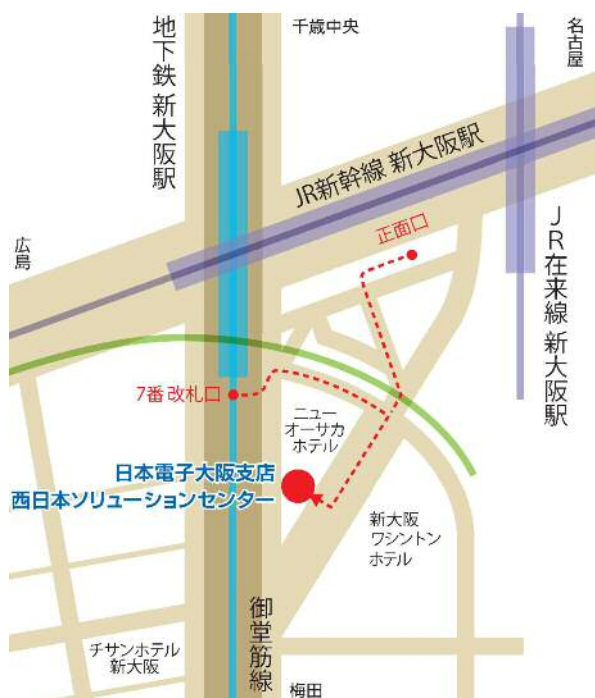 千歳中央
名古屋
地下鉄 新大阪駅
JR新幹線 新大阪駅
広島
正面口
JR在来線 新大阪駅
7番 改札口
ニュー
オーサカ
ホテル
日本電子大阪支店
西日本ソリューションセンター
新大阪
ワシントン
ホテル
御堂筋線
チサンホテル
新大阪
梅田